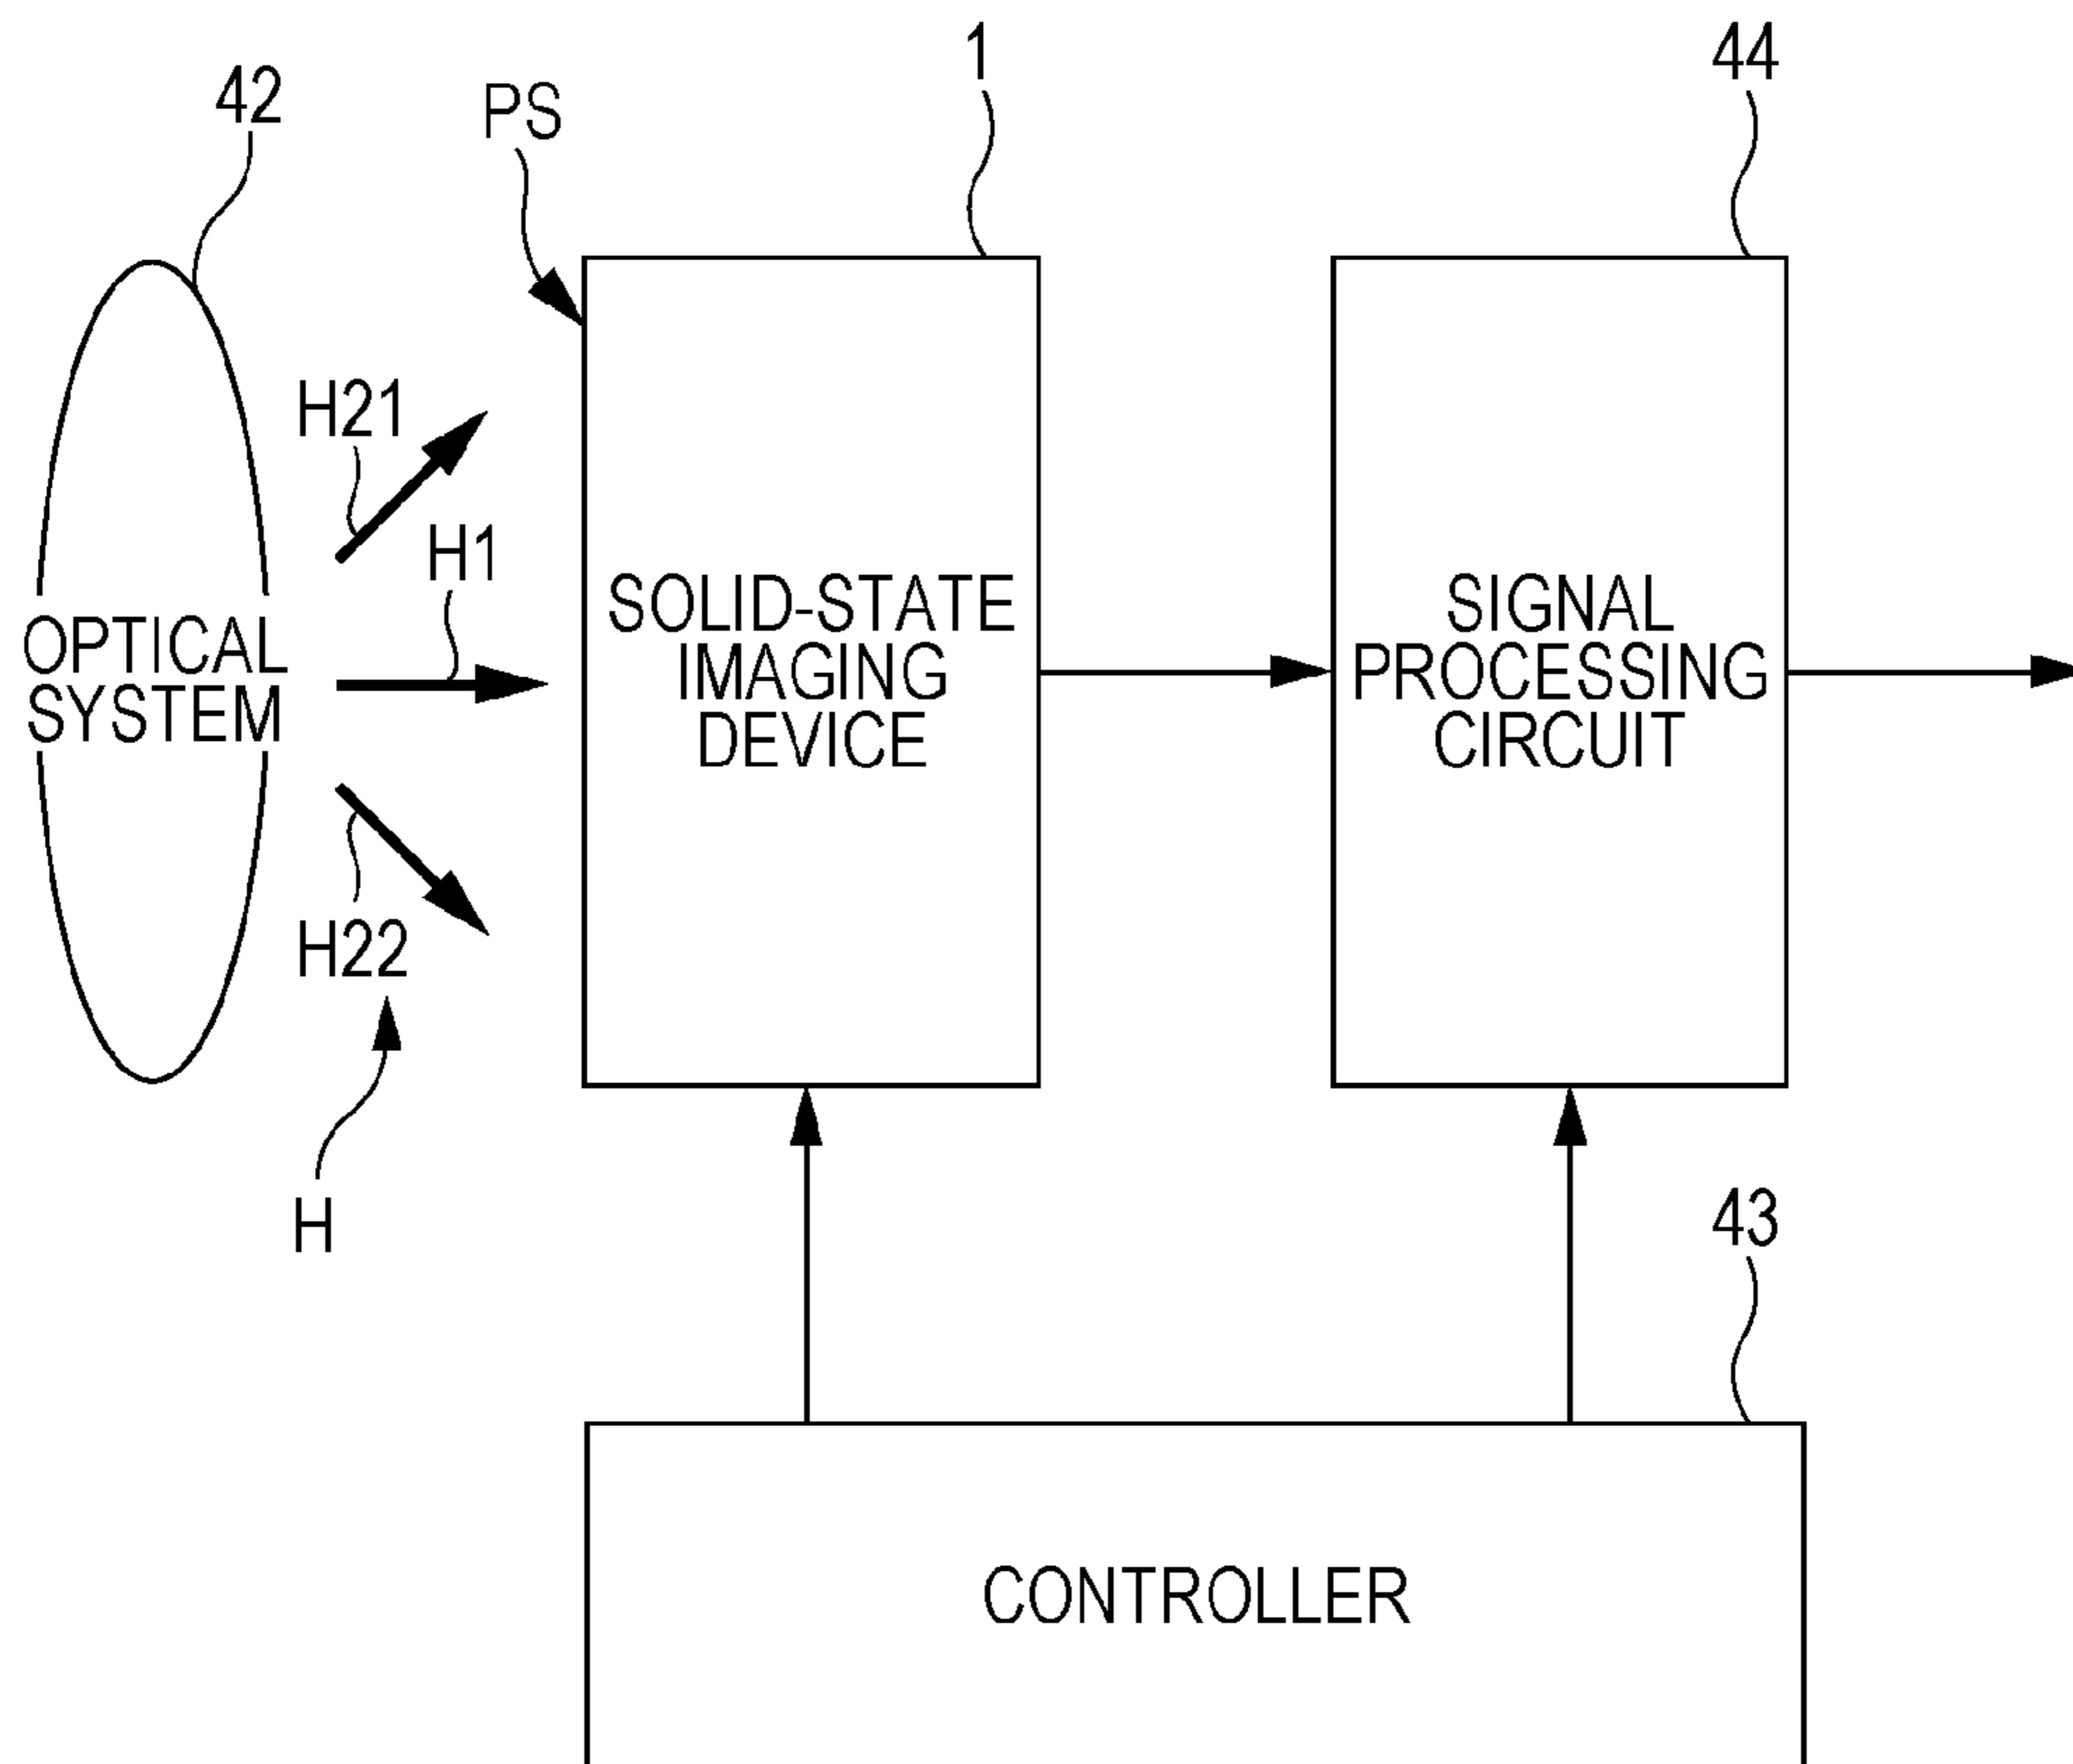 1
44
42
PS
H21
H1
SOLID-STATE
IMAGING
DEVICE
SIGNAL
PROCESSING
CIRCUIT
OPTICAL
SYSTEM
H22
H
43
CONTROLLER